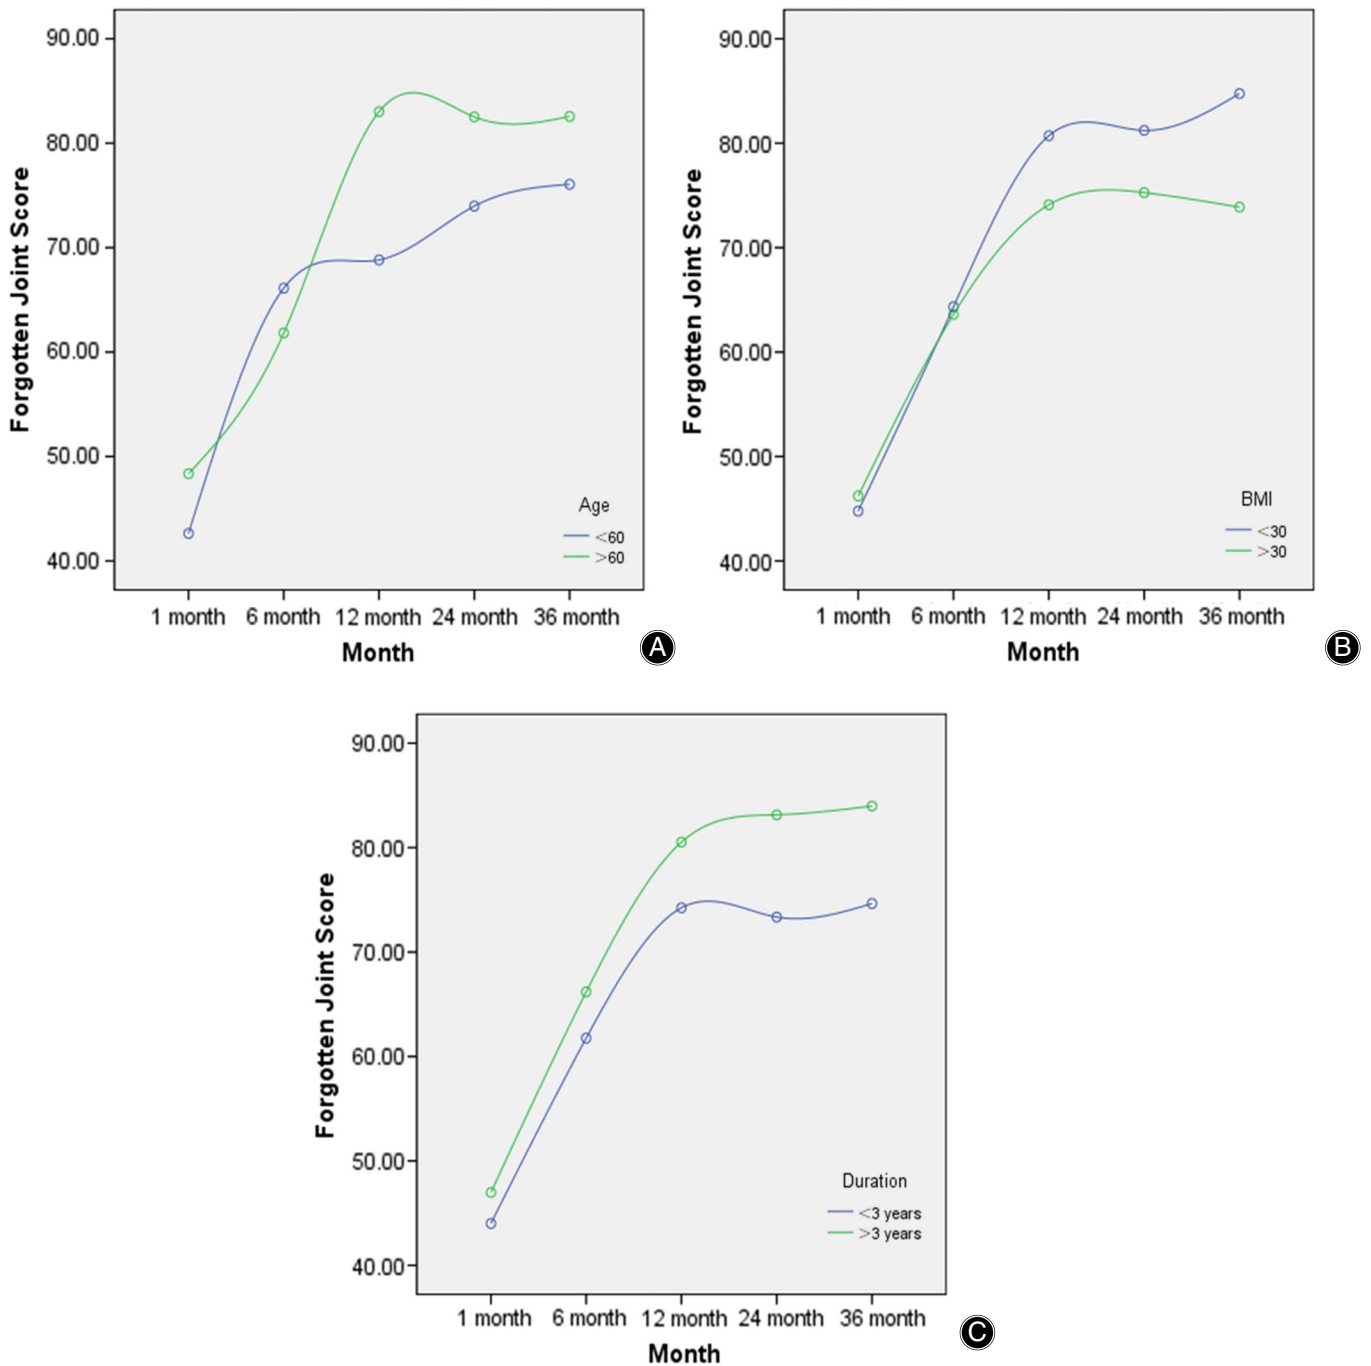 90.00
80.00
70.00
60.00
50.00
40.00
Forgotten Joint Score
Age
<60
>60
1 month 6 month 12 month 24 month 36 month
Month
A
90.00
80.00
70.00
60.00
50.00
40.00
Forgotten Joint Score
BMI
<30
>30
1 month 6 month 12 month 24 month 36 month
Month
B
90.00
80.00
70.00
60.00
50.00
40.00
Forgotten Joint Score
Duration
<3 years
>3 years
1 month 6 month 12 month 24 month 36 month
Month
C